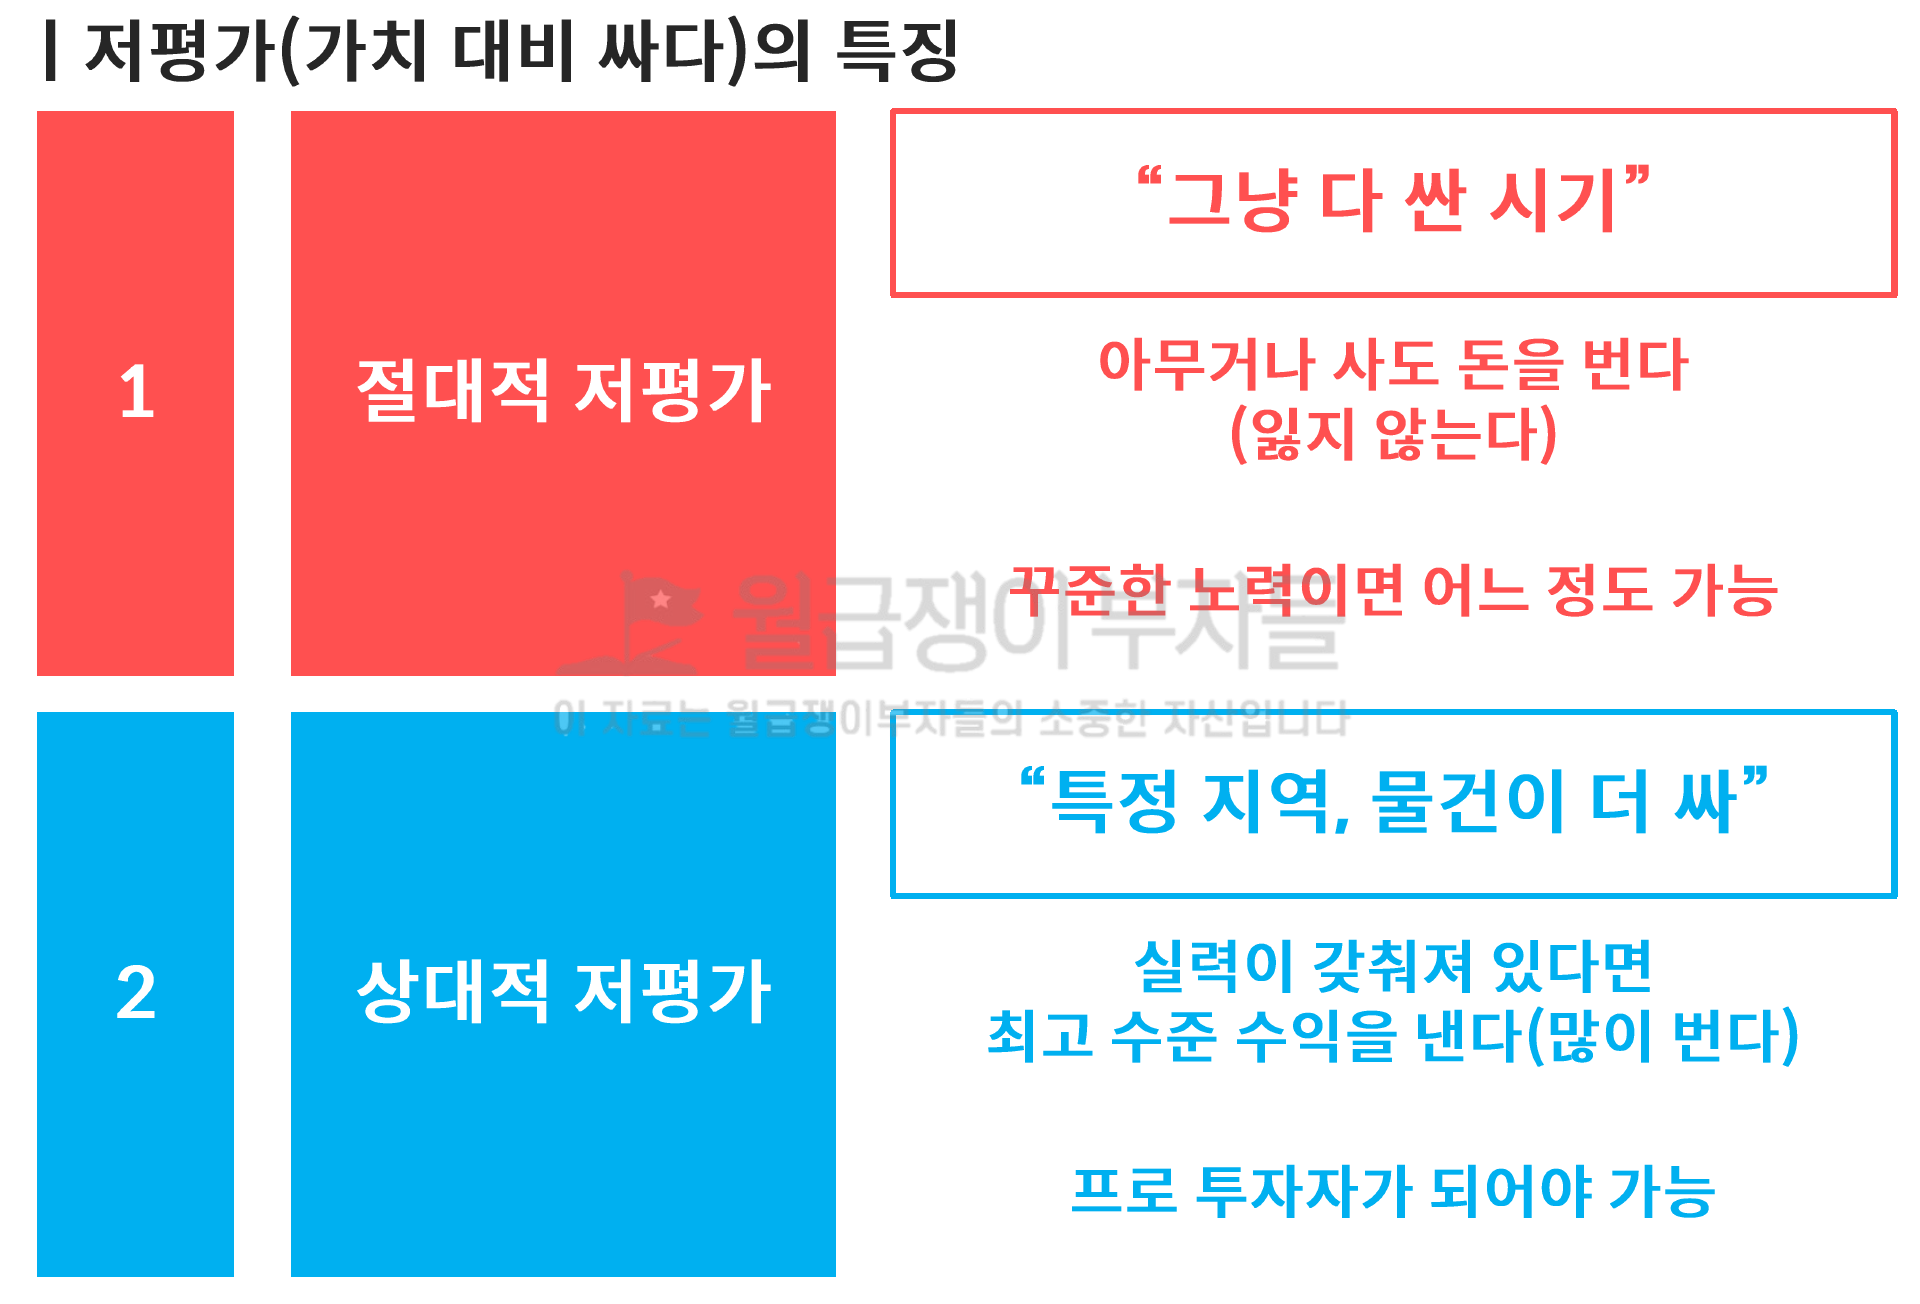 | 저평가(가치 대비 싸다)의 특징
1
절대적 저평가
“그냥 다 싼 시기”
아무거나 사도 돈을 번다
(잃지 않는다)
꾸준한 노력이면 어느 정도 가능
월급쟁이부자들
이 자료는 월급쟁이부자들의 소중한 자산입니다
2
상대적 저평가
“특정 지역, 물건이 더 싸”
실력이 갖춰져 있다면
최고 수준 수익을 낸다(많이 번다)
프로 투자자가 되어야 가능